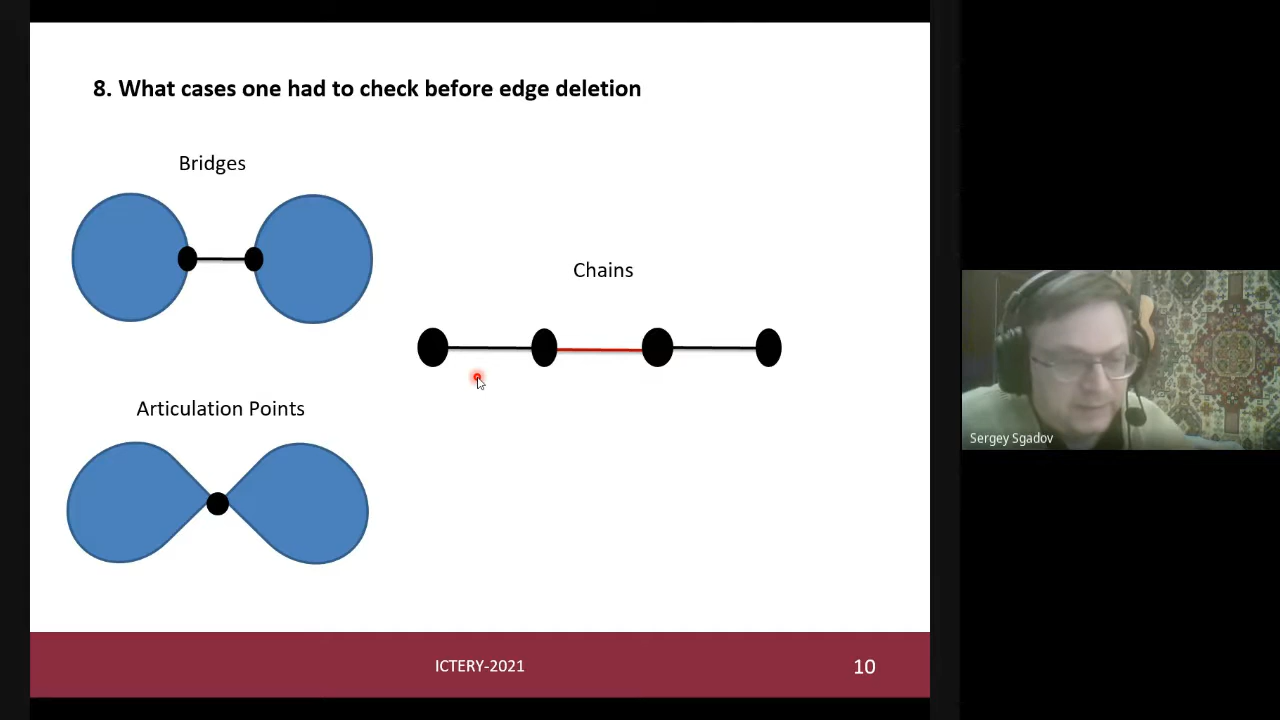 8. What cases one had to check before edge deletion
Bridges
Chains
Articulation Points
Sergey Sgadov
ICTERY-2021
10